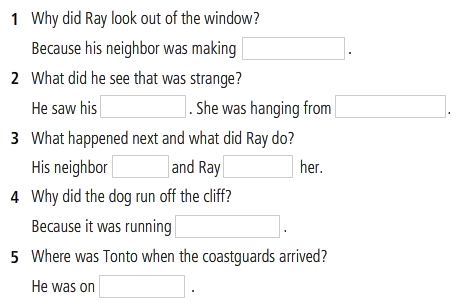 1 Why did Ray look out of the window?
Because his neighbor was making .
2 What did he see that was strange?
He saw his . She was hanging from .
3 What happened next and what did Ray do?
His neighbor and Ray her.
4 Why did the dog run off the cliff?
Because it was running .
5 Where was Tonto when the coastguards arrived?
He was on .